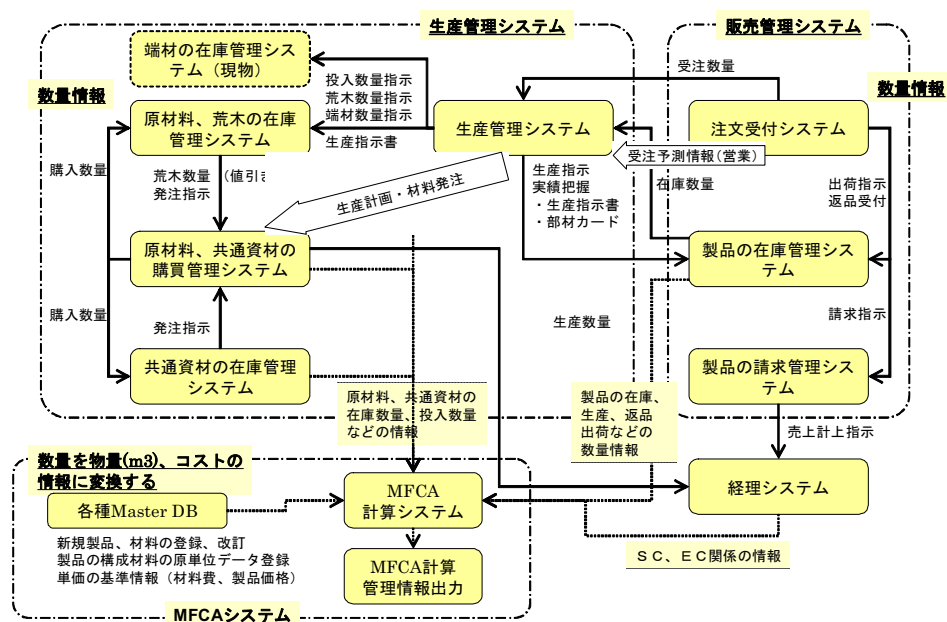 生産管理システム
販売管理システム
端材の在庫管理シス
テム（現物）
受注数量
数量情報
投入数量指示
荒木数量指示
端材数量指示
数量情報
原材料、荒木の在庫
管理システム
生産管理システム
注文受付システム
生産指示書
購入数量
受注予測情報（営業）
荒木数量（値引き
発注指示
生産計画・材料発注
生産指示
実績把握
・生産指示書
・部材カード
在庫数量
出荷指示
返品受付
原材料、共通資材の
購買管理システム
製品の在庫管理シス
テム
購入数量
発注指示
生産数量
請求指示
共通資材の在庫管理
システム
製品の請求管理シス
テム
原材料、共通資材の
在庫数量、投入数量
などの情報
製品の在庫、
生産、返品
出荷などの
数量情報
売上計上指示
数量を物量(m3)、コストの
情報に変換する
各種Master DB
MFCA
計算システム
経理システム
新規製品、材料の登録、改訂
製品の構成材料の原単位データ登録
単価の基準情報（材料費、製品価格）
MFCA計算
管理情報出力
ＳＣ、ＥＣ関係の情報
MFCAシステム